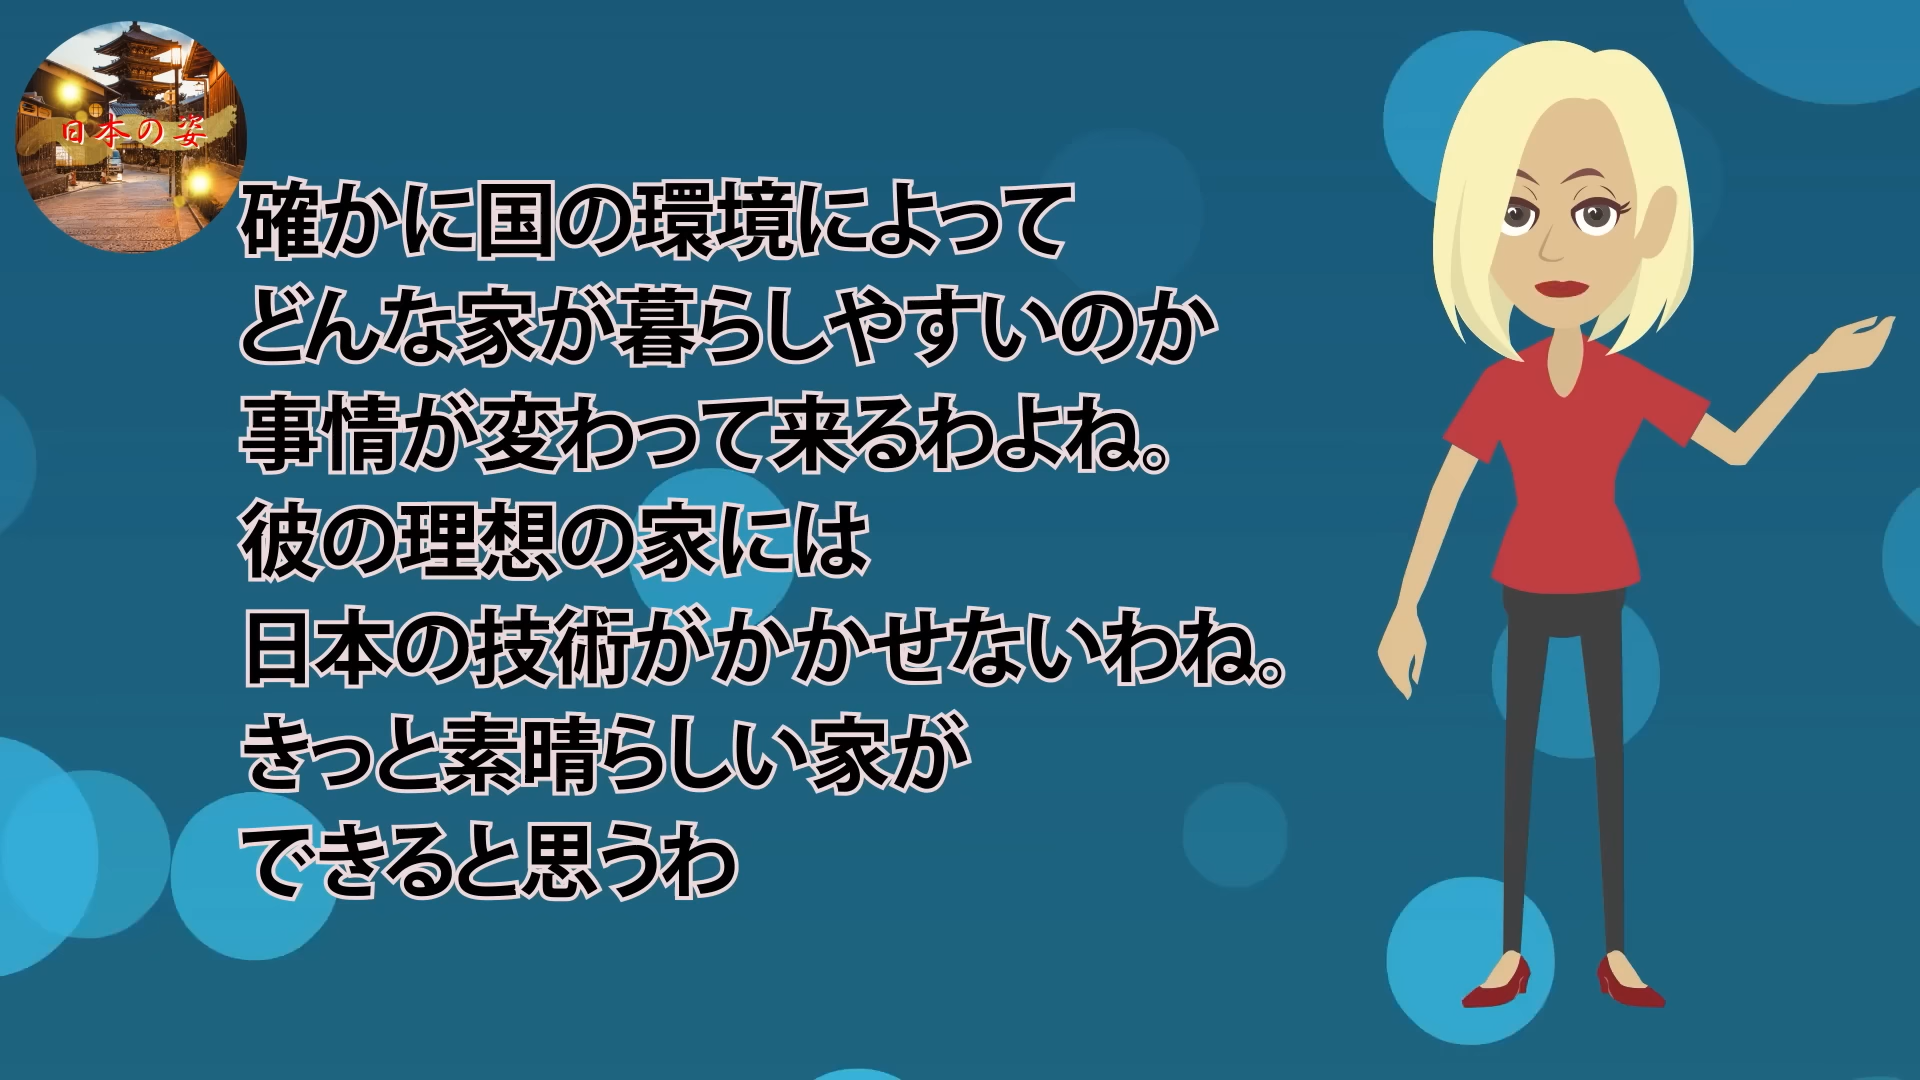 日本の姿
確かに国の環境によって
どんな家が暮らしやすいのか
事情が変わって来るわよね。
彼の理想の家には
日本の技術がかかせないわね。
きっと素晴らしい家が
できると思うわ